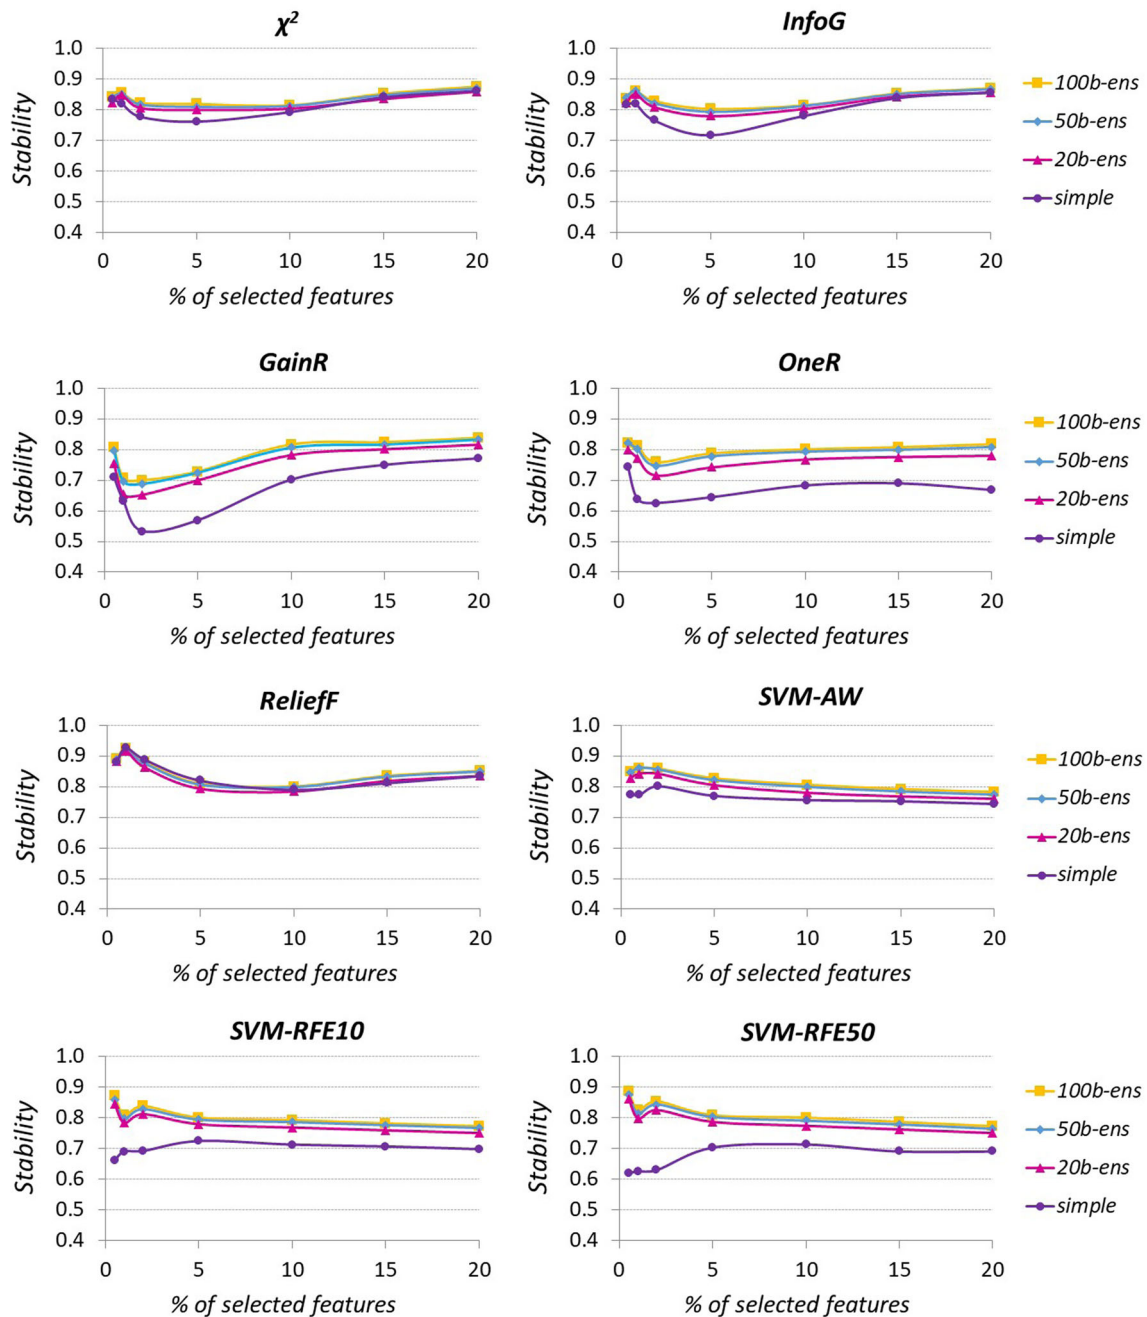 χ²
InfoG
1.0
0.9
0.8
0.7
0.6
0.5
0.4
Stability
0 5 10 15 20
% of selected features
1.0
0.9
0.8
0.7
0.6
0.5
0.4
Stability
0 5 10 15 20
% of selected features
100b-ens
50b-ens
20b-ens
simple
GainR
OneR
1.0
0.9
0.8
0.7
0.6
0.5
0.4
Stability
0 5 10 15 20
% of selected features
1.0
0.9
0.8
0.7
0.6
0.5
0.4
Stability
0 5 10 15 20
% of selected features
100b-ens
50b-ens
20b-ens
simple
ReliefF
SVM-AW
1.0
0.9
0.8
0.7
0.6
0.5
0.4
Stability
0 5 10 15 20
% of selected features
1.0
0.9
0.8
0.7
0.6
0.5
0.4
Stability
0 5 10 15 20
% of selected features
100b-ens
50b-ens
20b-ens
simple
SVM-RFE10
SVM-RFE50
1.0
0.9
0.8
0.7
0.6
0.5
0.4
Stability
0 5 10 15 20
% of selected features
1.0
0.9
0.8
0.7
0.6
0.5
0.4
Stability
0 5 10 15 20
% of selected features
100b-ens
50b-ens
20b-ens
simple